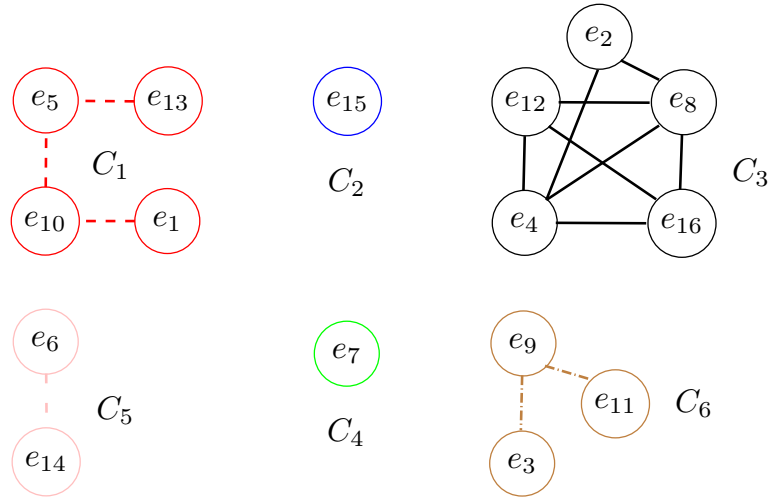 e₂
e₅ e₁₃ e₁₅ e₁₂ e₈
C₁ C₂ C₃
e₁₀ e₁ e₄ e₁₆
e₆ e₇ e₉
C₅ e₁₁ C₆
C₄
e₁₄ e₃